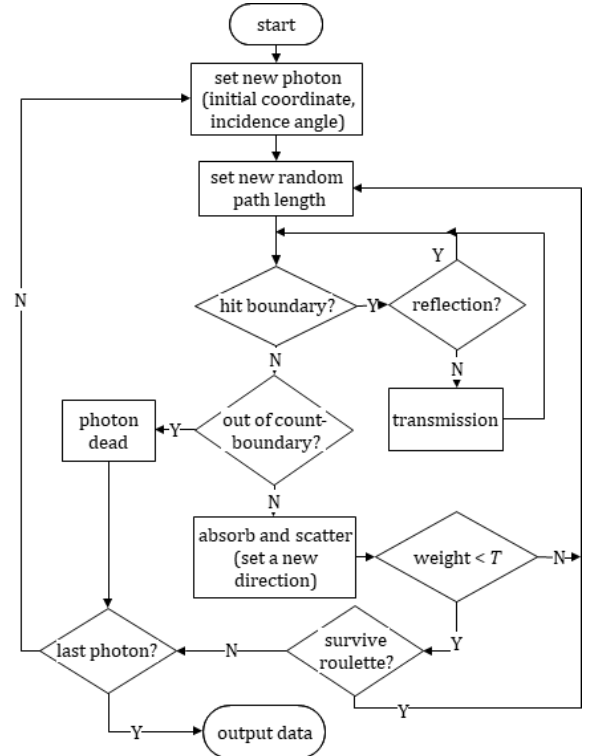 start
set new photon
(initial coordinate,
incidence angle)
set new random
path length
Y
N
hit boundary?
Y
reflection?
N
N
transmission
photon
dead
Y
out of count-
boundary?
N
absorb and scatter
(set a new
direction)
weight < T
N
Y
last photon?
N
survive
roulette?
Y
Y
output data